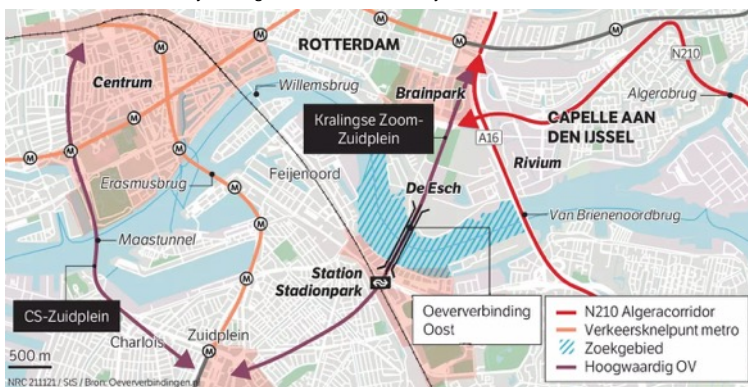 ROTTERDAM
N210
Centrum
Willemsbrug
Brainpark
Algerabrug
Kralingse Zoom-
Zuidplein
CAPELLE AAN
DEN IJSSEL
A16
Rivium
Feijenoord
De Esch
Erasmusbrug
Van Brienenoordbrug
Maastunnel
Station
Stadionpark
CS-Zuidplein
Oeververbinding
Oost
Charlois
Zuidplein
N210 Algeracorridor
Verkeersknelpunt metro
Zoekgebied
Hoogwaardig OV
500 m
NRC 211121 / StS / Bron: Oeververbindingen
M
M
M
M
M
M
M
M
M
M